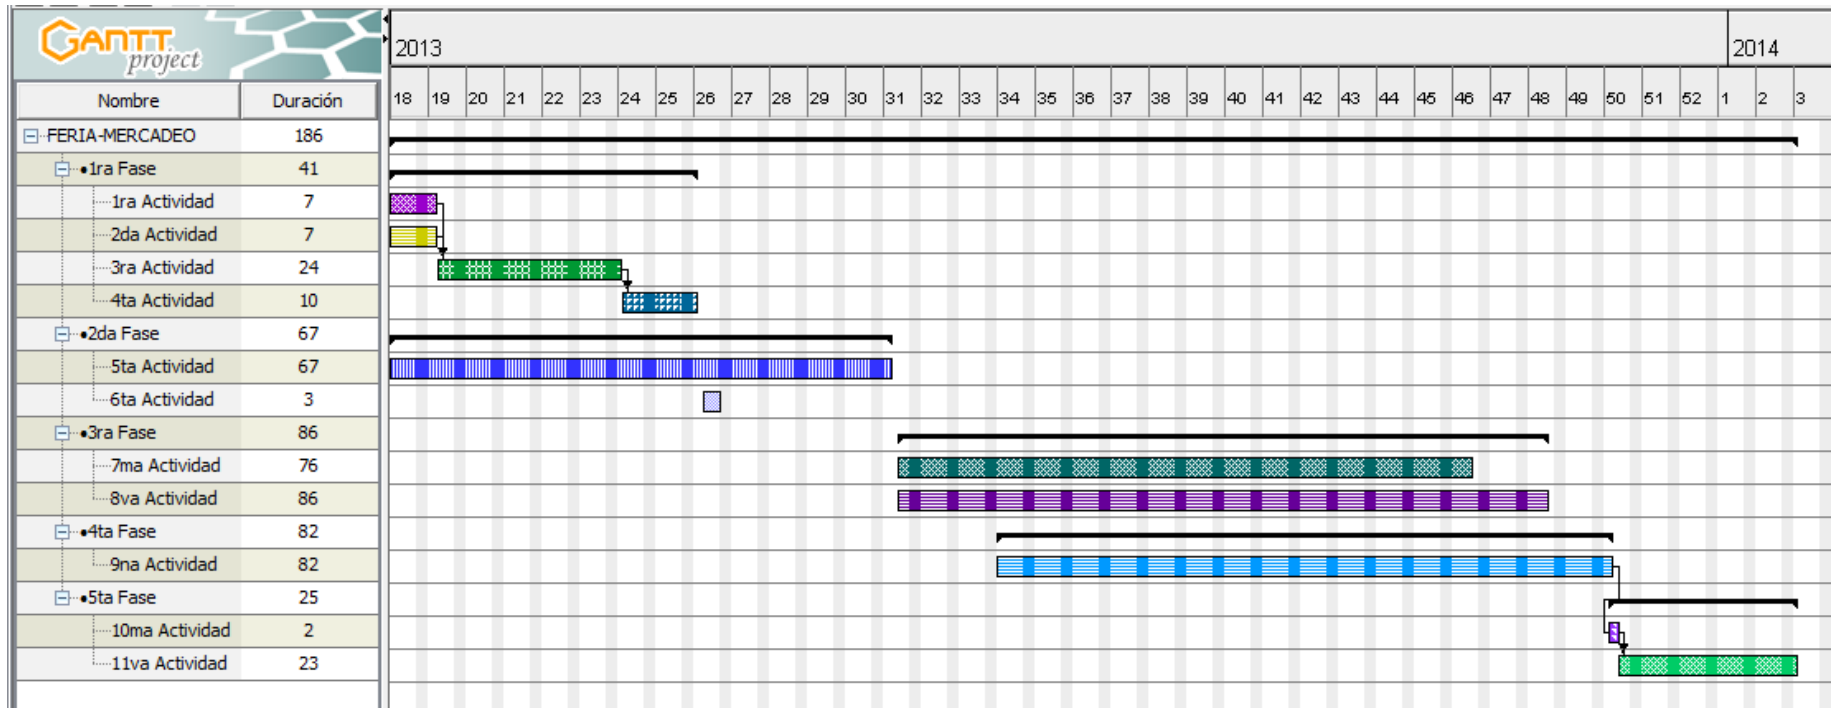 GANTT
project
2013 2014
Nombre Duración 18 19 20 21 22 23 24 25 26 27 28 29 30 31 32 33 34 35 36 37 38 39 40 41 42 43 44 45 46 47 48 49 50 51 52 1 2 3
FERIA-MERCADEO 186
•1ra Fase 41
1ra Actividad 7
2da Actividad 7
3ra Actividad 24
4ta Actividad 10
•2da Fase 67
5ta Actividad 67
6ta Actividad 3
•3ra Fase 86
7ma Actividad 76
8va Actividad 86
•4ta Fase 82
9na Actividad 82
•5ta Fase 25
10ma Actividad 2
11va Actividad 23